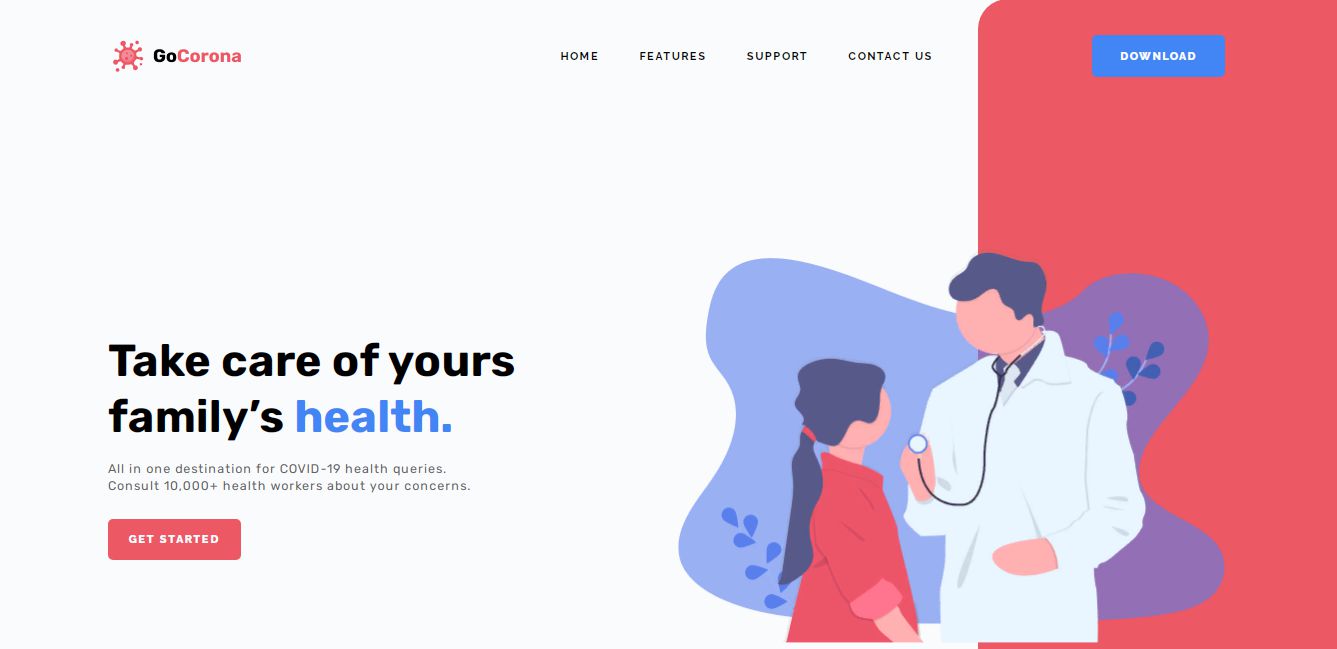 GoCorona
HOME
FEATURES
SUPPORT
CONTACT US
DOWNLOAD
Take care of yours
family’s health.
All in one destination for COVID-19 health queries.
Consult 10,000+ health workers about your concerns.
GET STARTED